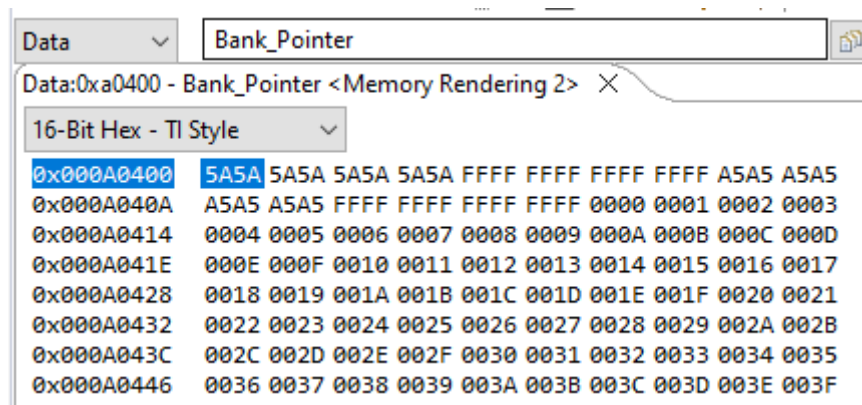 Data Bank_Pointer
Data:0xa0400 - Bank_Pointer <Memory Rendering 2>
16-Bit Hex - TI Style
0x000A0400 5A5A 5A5A 5A5A 5A5A FFFF FFFF FFFF FFFF A5A5 A5A5
0x000A040A A5A5 A5A5 FFFF FFFF FFFF FFFF 0000 0001 0002 0003
0x000A0414 0004 0005 0006 0007 0008 0009 000A 000B 000C 000D
0x000A041E 000E 000F 0010 0011 0012 0013 0014 0015 0016 0017
0x000A0428 0018 0019 001A 001B 001C 001D 001E 001F 0020 0021
0x000A0432 0022 0023 0024 0025 0026 0027 0028 0029 002A 002B
0x000A043C 002C 002D 002E 002F 0030 0031 0032 0033 0034 0035
0x000A0446 0036 0037 0038 0039 003A 003B 003C 003D 003E 003F